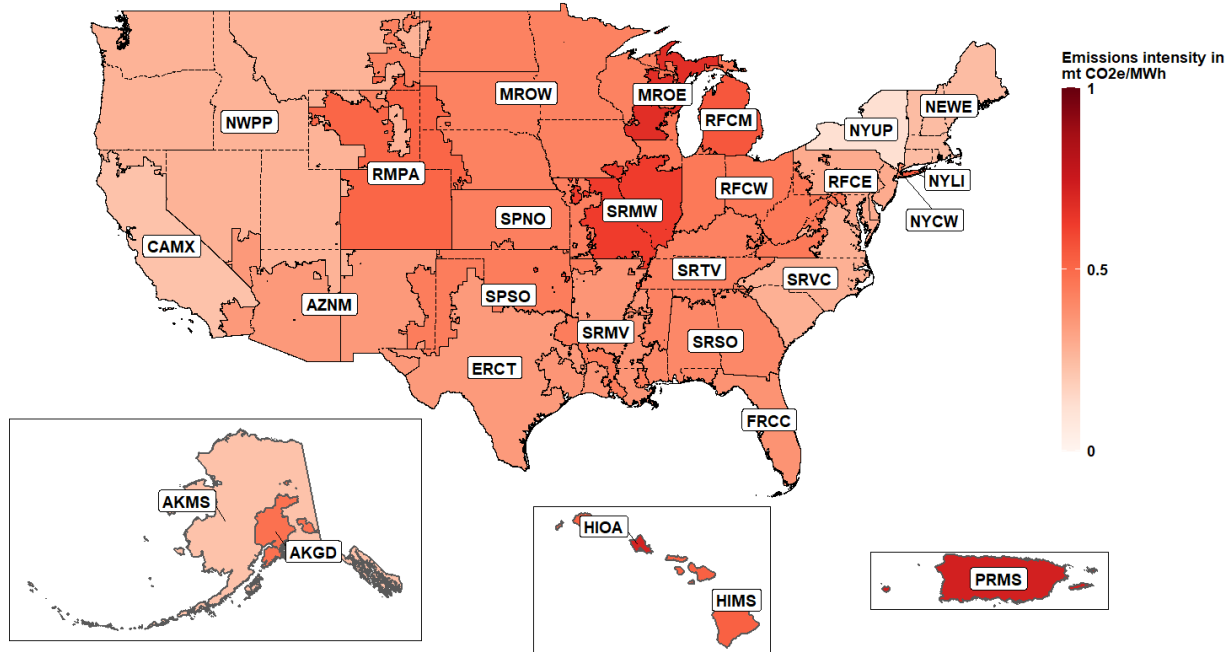 Emissions intensity in
mt CO2e/MWh
1
0.5
0
NWPP
MROW
MROE
RFCM
NYUP
NEWE
RMPA
RFCW
RFCE
NYLI
NYCW
SPNO
SRMW
CAMX
SRTV
SRVC
AZNM
SPSO
SRMV
SRSO
ERCT
FRCC
AKMS
AKGD
HIOA
HIMS
PRMS